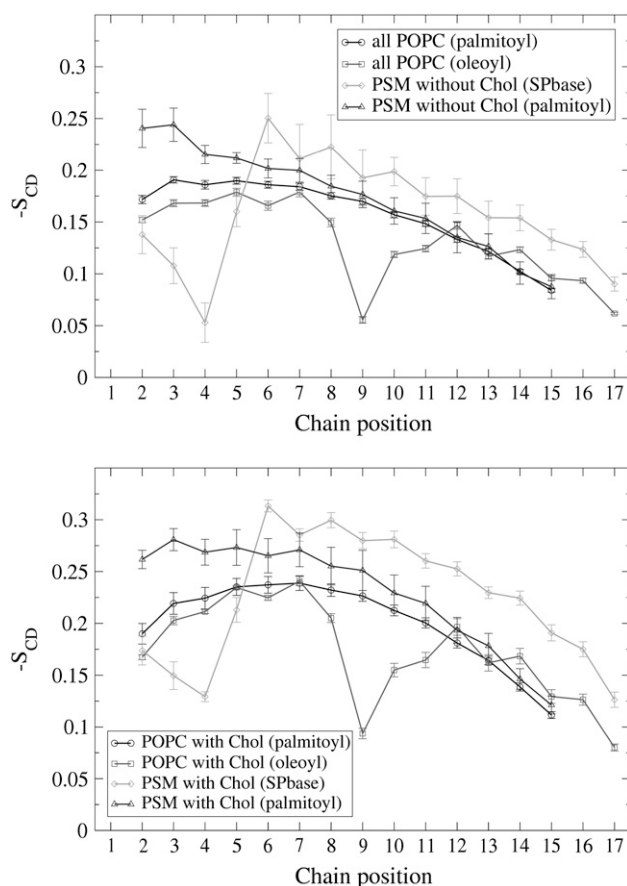 all POPC (palmitoyl)
all POPC (oleoyl)
PSM without Chol (SPbase)
PSM without Chol (palmitoyl)
0.3
0.25
0.2
0.15
0.1
0.05
0
-S_CD
1 2 3 4 5 6 7 8 9 10 11 12 13 14 15 16 17
Chain position
0.3
0.25
0.2
0.15
0.1
0.05
0
-S_CD
POPC with Chol (palmitoyl)
POPC with Chol (oleoyl)
PSM with Chol (SPbase)
PSM with Chol (palmitoyl)
1 2 3 4 5 6 7 8 9 10 11 12 13 14 15 16 17
Chain position